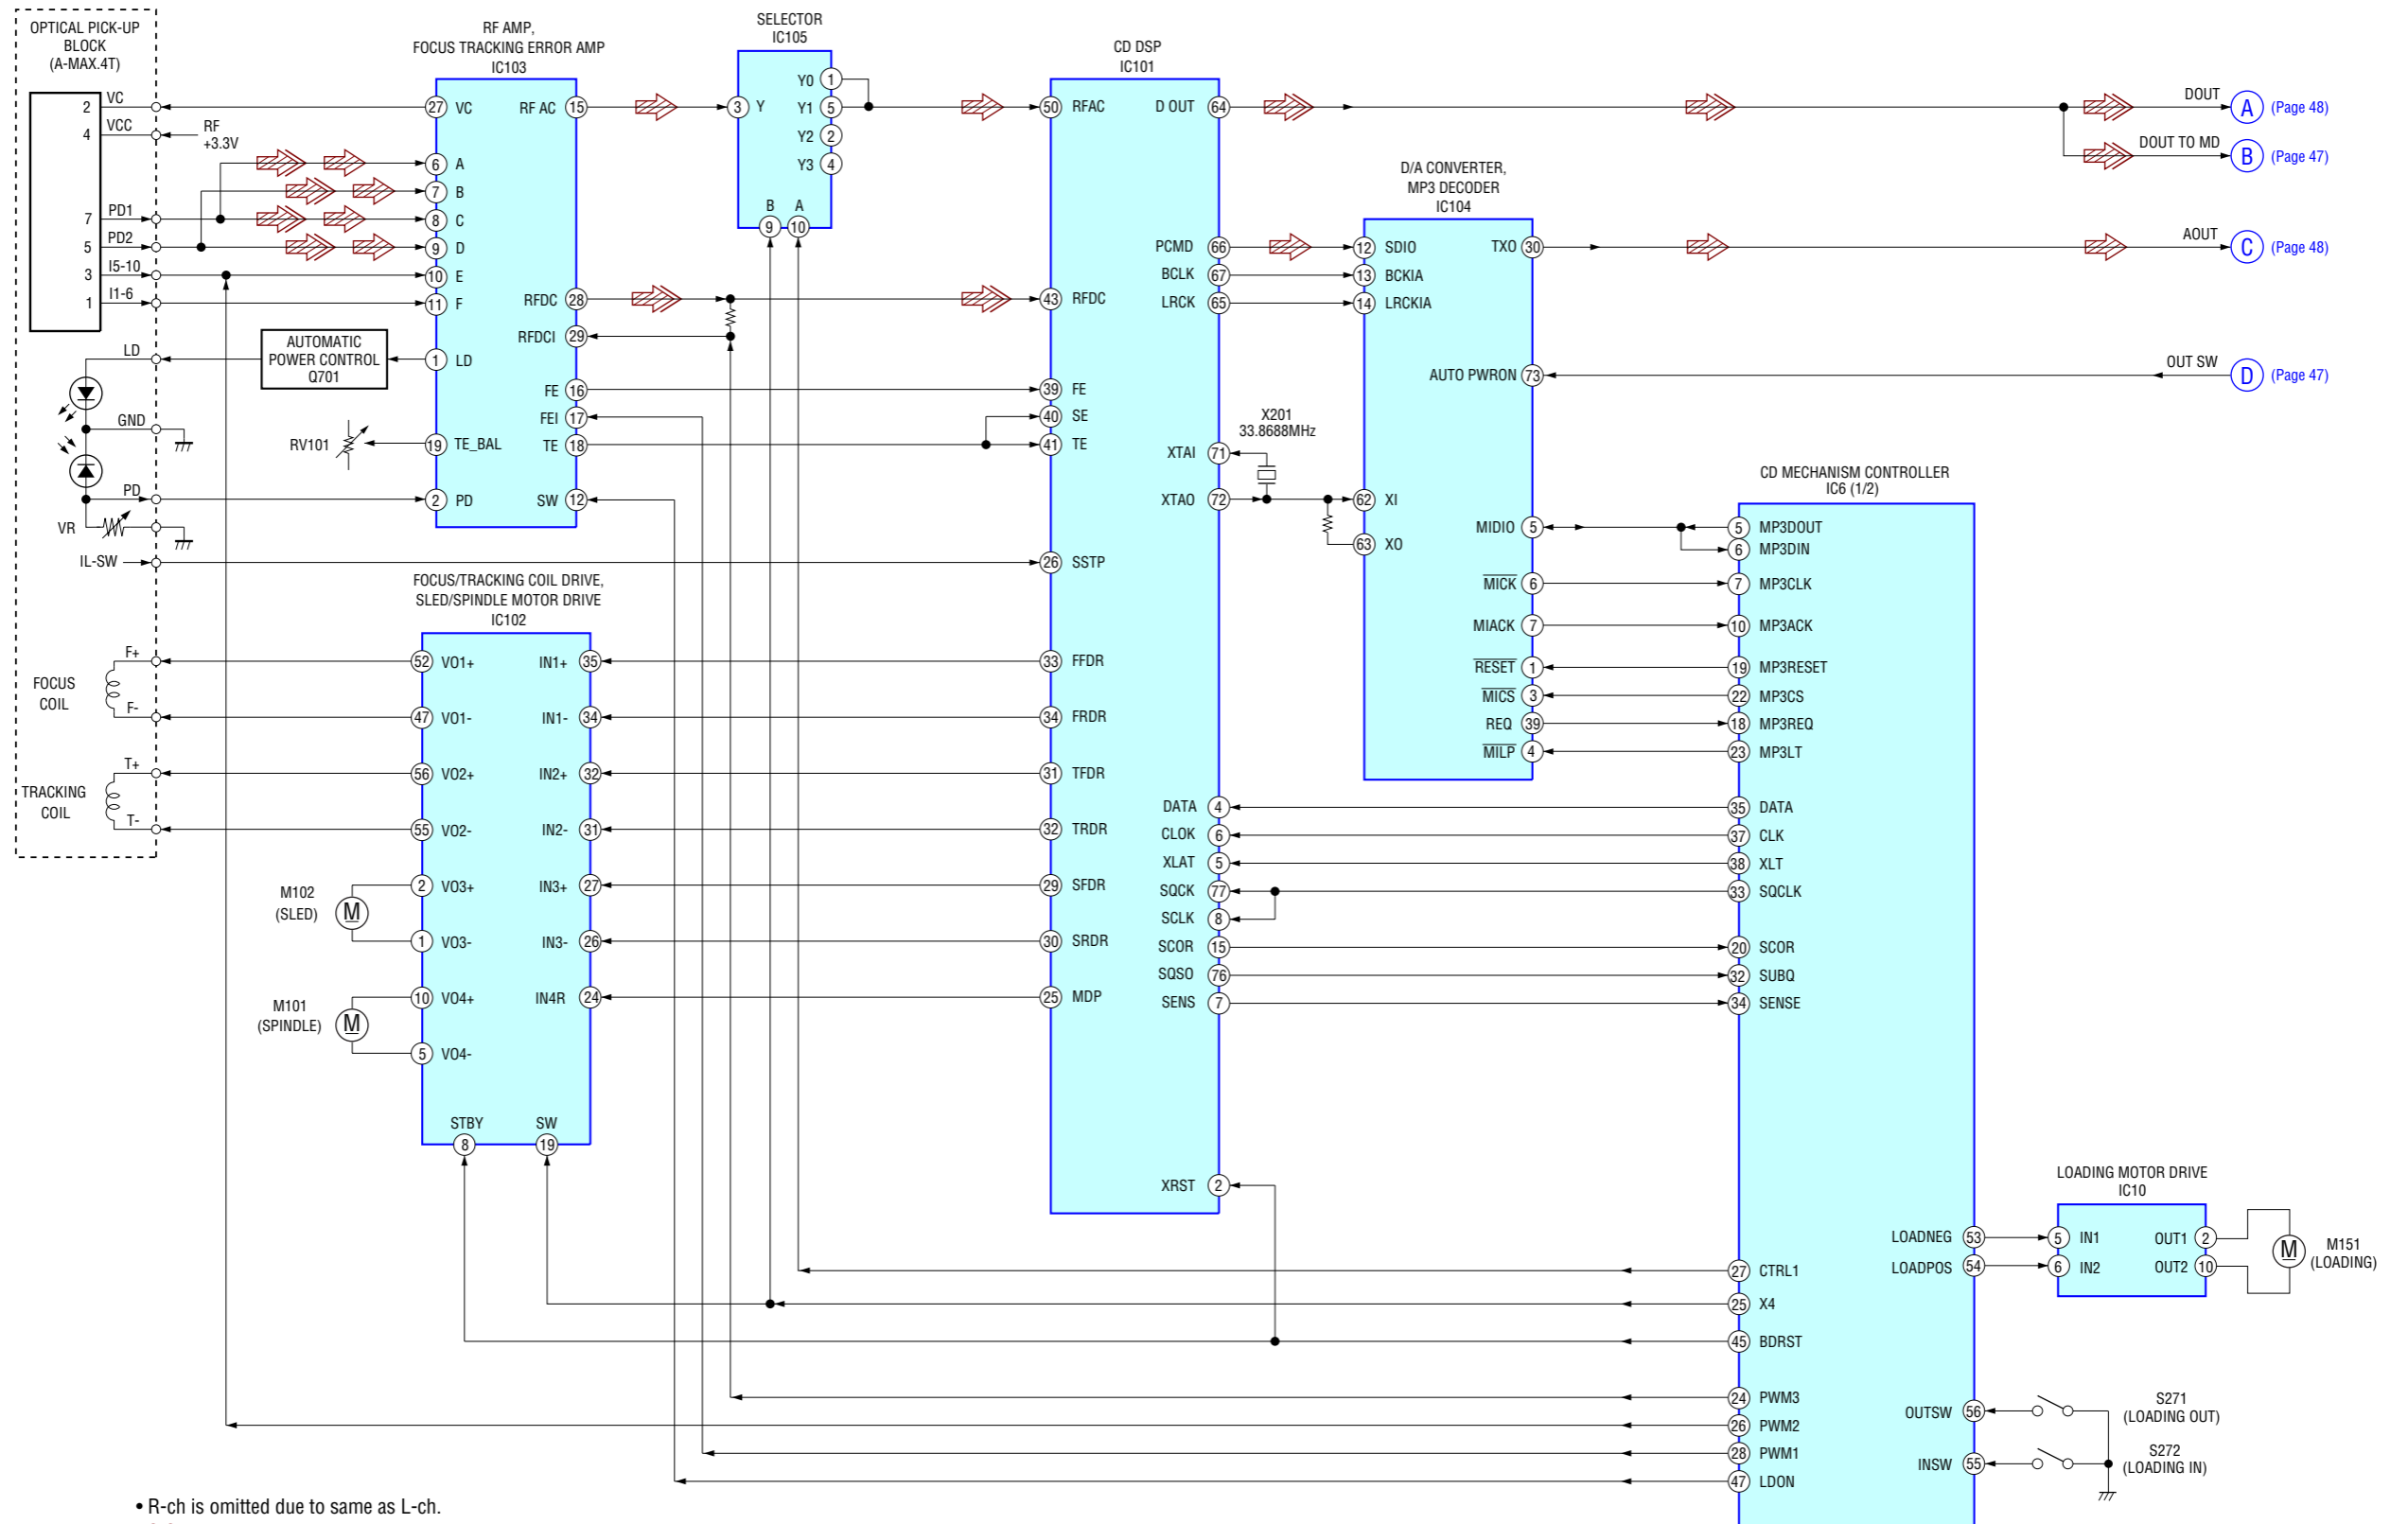 OPTICAL PICK-UP
BLOCK
(A-MAX.4T)
2 VC
4 VCC
RF
+3.3V
7 PD1
5 PD2
3 I5-10
1 I1-6
LD
GND
PD
VR
IL-SW
F+
FOCUS
COIL
F-
T+
TRACKING
COIL
T-
AUTOMATIC
POWER CONTROL
Q701
RV101
RF AMP,
FOCUS TRACKING ERROR AMP
IC103
27 VC
6 A
7 B
8 C
9 D
10 E
11 F
1 LD
19 TE_BAL
2 PD
RF AC 15
RFDC 28
RFDCI 29
FE 16
FEI 17
TE 18
SW 12
SELECTOR
IC105
3 Y
Y0 1
Y1 5
Y2 2
Y3 4
B A
9 10
FOCUS/TRACKING COIL DRIVE,
SLED/SPINDLE MOTOR DRIVE
IC102
52 VO1+ IN1+ 35
47 VO1- IN1- 34
56 VO2+ IN2+ 32
55 VO2- IN2- 31
2 VO3+ IN3+ 27
1 VO3- IN3- 26
10 VO4+ IN4R 24
5 VO4-
STBY SW
8 19
M102
(SLED)
M
M101
(SPINDLE)
M
CD DSP
IC101
50 RFAC
43 RFDC
39 FE
40 SE
41 TE
26 SSTP
33 FFDR
34 FRDR
31 TFDR
32 TRDR
29 SFDR
30 SRDR
25 MDP
D OUT 64
PCMD 66
BCLK 67
LRCK 65
XTAI 71
XTAO 72
DATA 4
CLOK 6
XLAT 5
SQCK 77
SCLK 8
SCOR 15
SQSO 76
SENS 7
XRST 2
X201
33.8688MHz
D/A CONVERTER,
MP3 DECODER
IC104
12 SDIO
13 BCKIA
14 LRCKIA
62 XI
63 XO
TXO 30
AUTO PWRON 73
MIDIO 5
MICK 6
MIACK 7
RESET 1
MICS 3
REQ 39
MILP 4
DOUT A (Page 48)
DOUT TO MD B (Page 47)
AOUT C (Page 48)
OUT SW D (Page 47)
CD MECHANISM CONTROLLER
IC6 (1/2)
5 MP3DOUT
6 MP3DIN
7 MP3CLK
10 MP3ACK
19 MP3RESET
22 MP3CS
18 MP3REQ
23 MP3LT
35 DATA
37 CLK
38 XLT
33 SQCLK
20 SCOR
32 SUBQ
34 SENSE
27 CTRL1
25 X4
45 BDRST
24 PWM3
26 PWM2
28 PWM1
47 LDON
LOADNEG 53
LOADPOS 54
OUTSW 56
INSW 55
LOADING MOTOR DRIVE
IC10
5 IN1 OUT1 2
6 IN2 OUT2 10
M
M151
(LOADING)
S271
(LOADING OUT)
S272
(LOADING IN)
• R-ch is omitted due to same as L-ch.